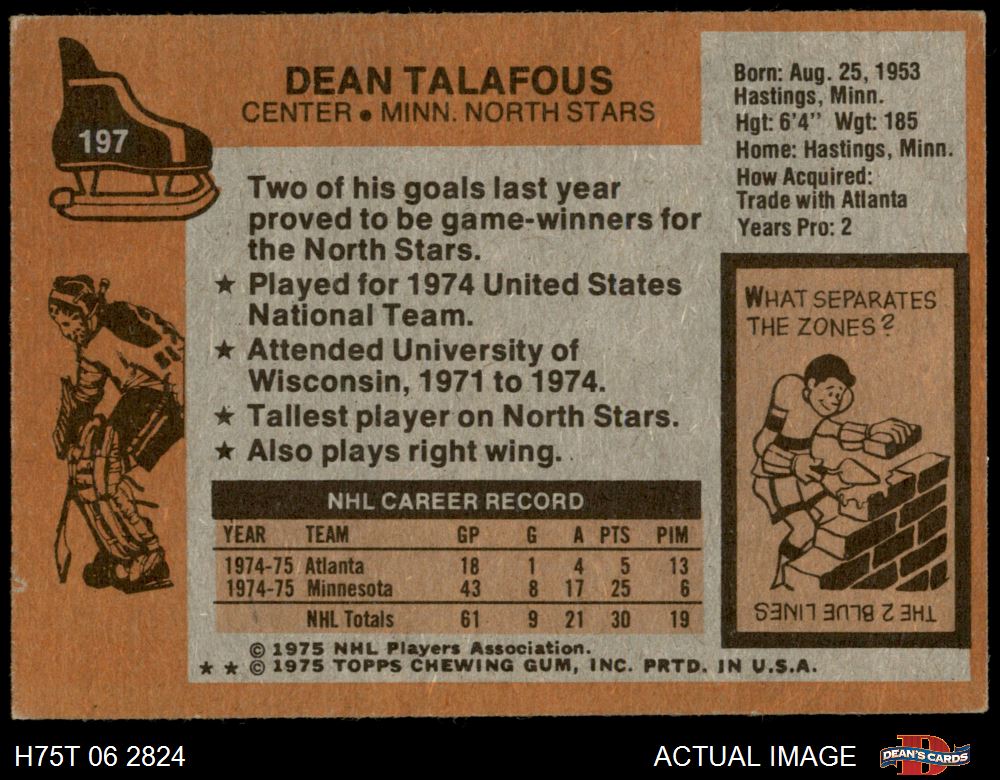 DEAN TALAFOUS
CENTER • MINN. NORTH STARS
197
Born: Aug. 25, 1953
Hastings, Minn.
Hgt: 6'4" Wgt: 185
Home: Hastings, Minn.
How Acquired:
Trade with Atlanta
Years Pro: 2
Two of his goals last year
proved to be game-winners for
the North Stars.
★ Played for 1974 United States
National Team.
★ Attended University of
Wisconsin, 1971 to 1974.
★ Tallest player on North Stars.
★ Also plays right wing.
WHAT SEPARATES
THE ZONES?
THE 2 BLUE LINES
NHL CAREER RECORD
YEAR TEAM GP G A PTS PIM
1974-75 Atlanta 18 1 4 5 13
1974-75 Minnesota 43 8 17 25 6
NHL Totals 61 9 21 30 19
© 1975 NHL Players Association.
★ ★ © 1975 TOPPS CHEWING GUM, INC. PRTD. IN U.S.A.
H75T 06 2824
ACTUAL IMAGE
DEAN'S CARDS